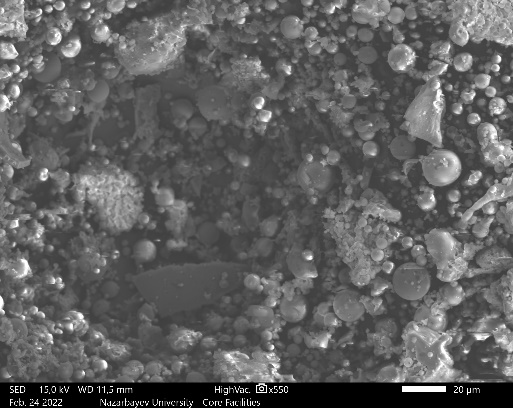 SED 15,0 kV WD 11,5 mm HighVac. x550 20 µm
Feb. 24 2022 Nazarbayev University Core Facilities